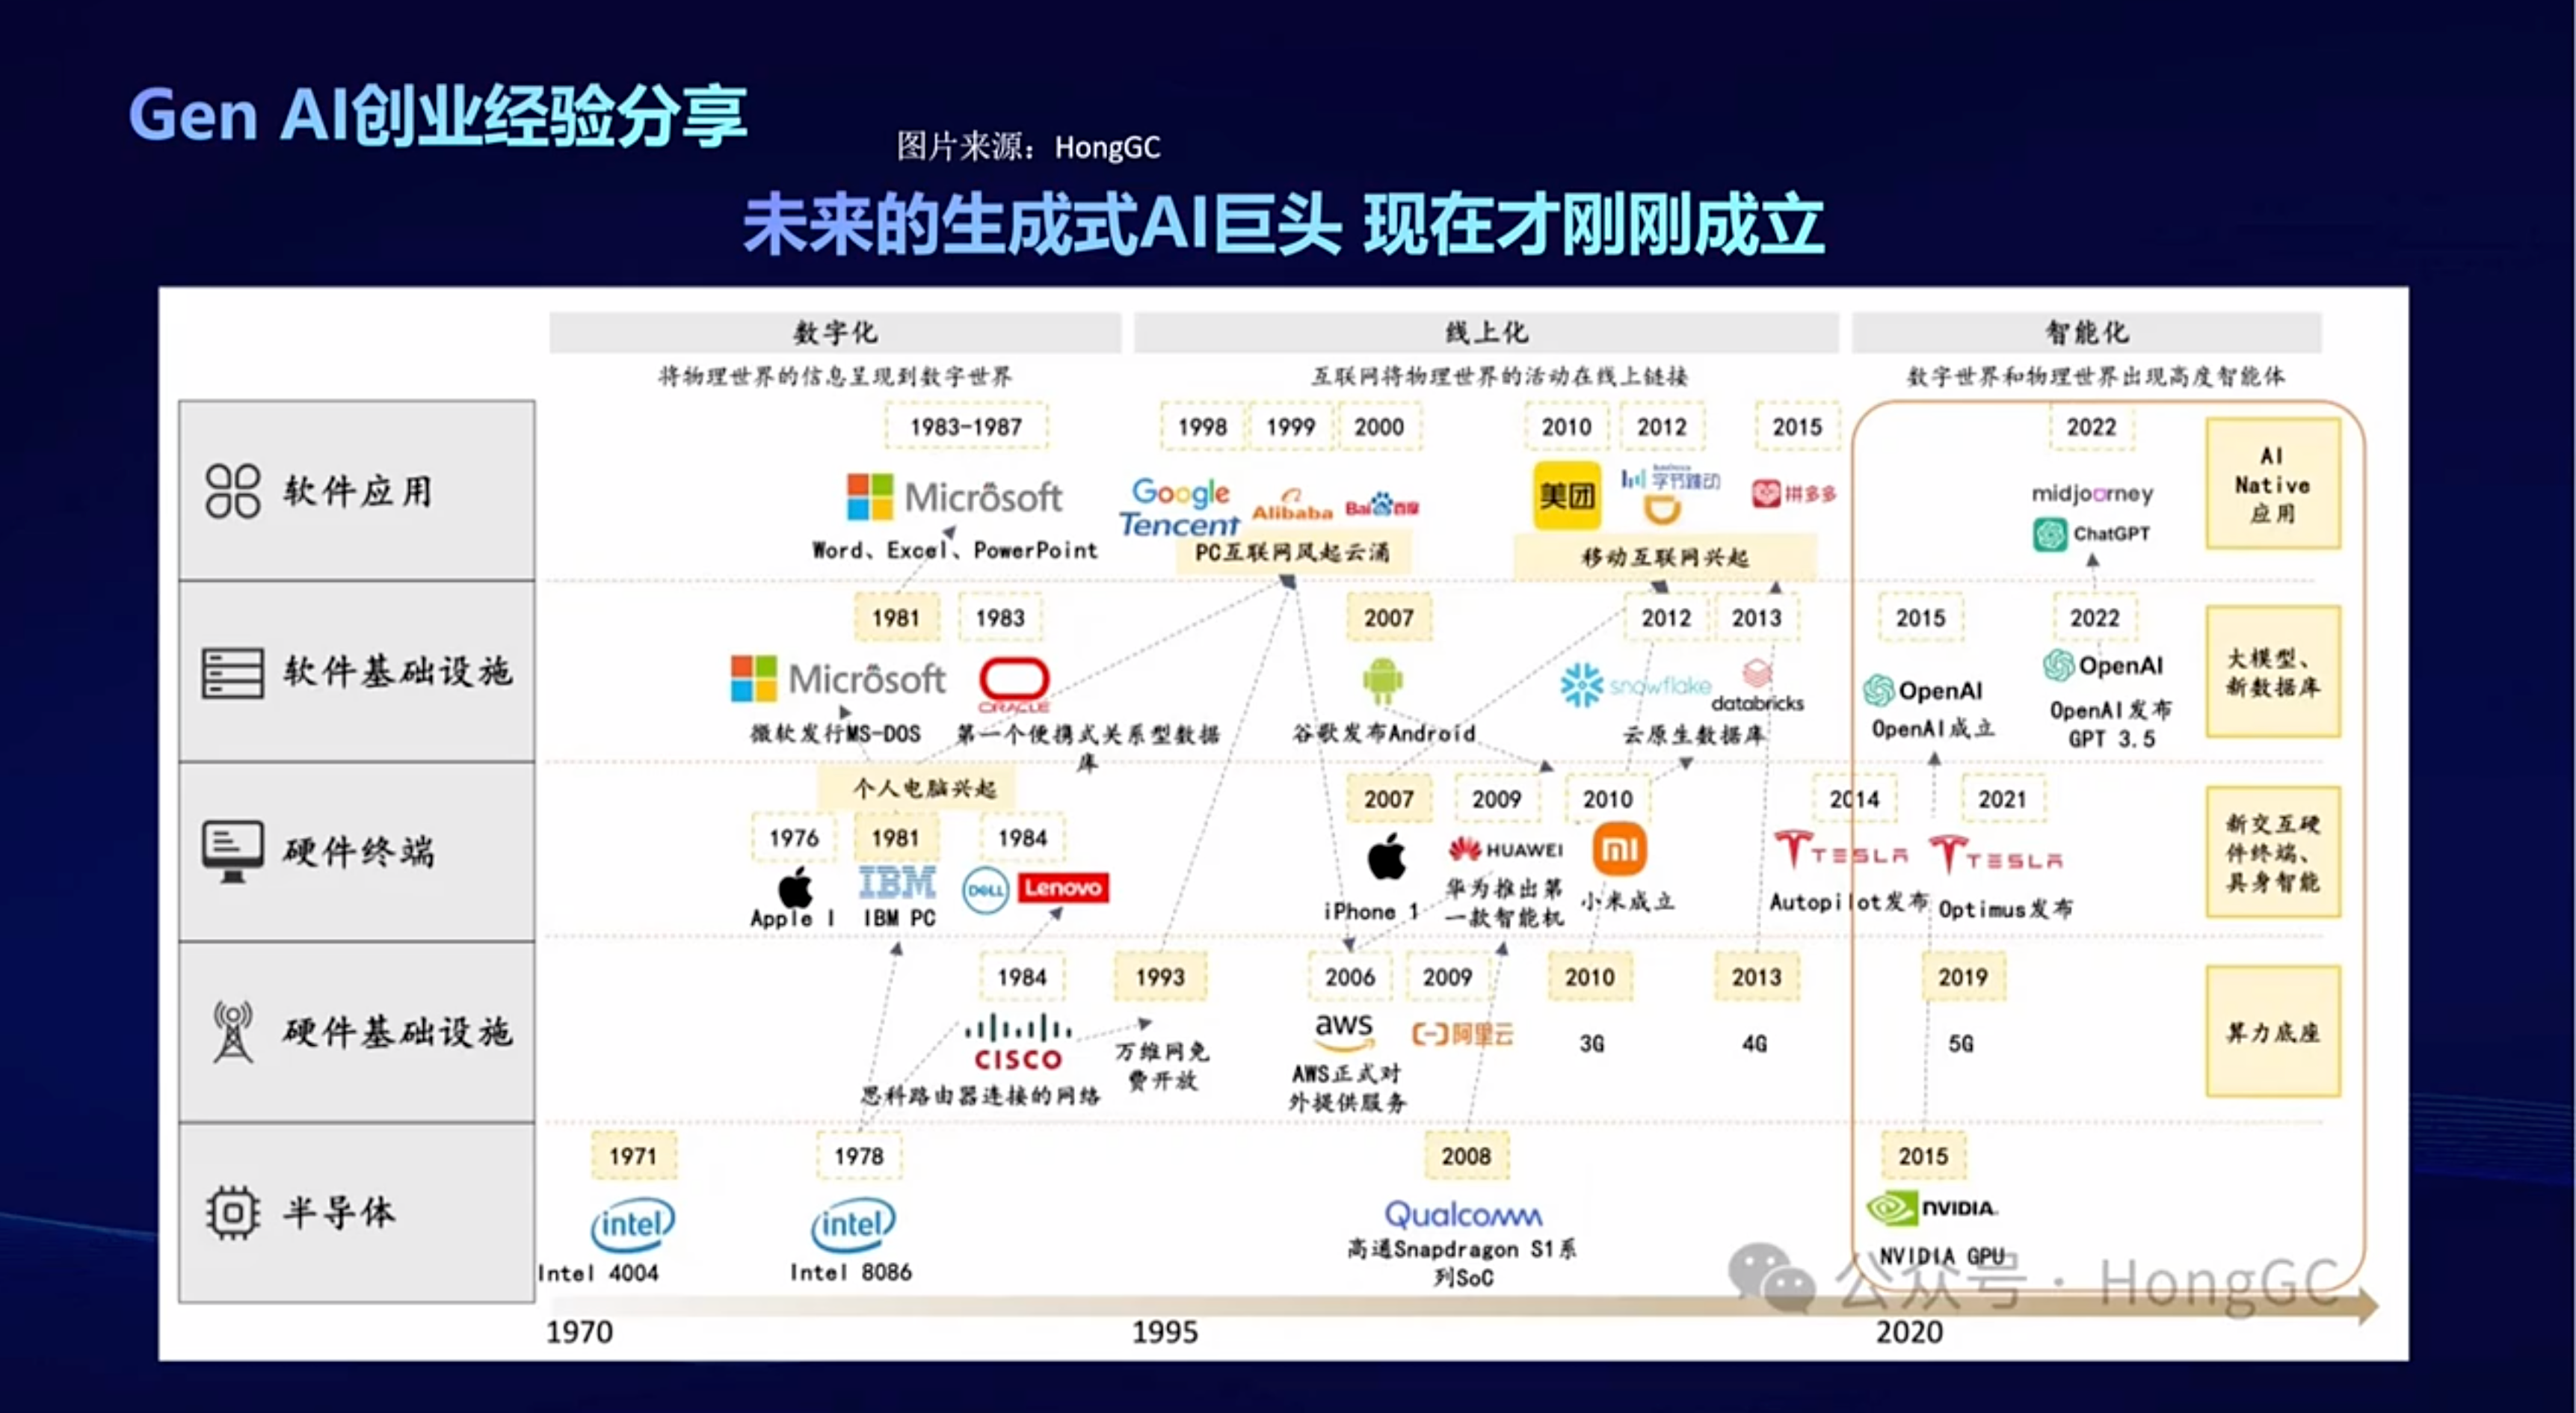 Gen AI创业经验分享
图片来源：HongGC
未来的生成式AI巨头 现在才刚刚成立
数字化
线上化
智能化
将物理世界的信息呈现到数字世界
互联网将物理世界的活动在线上链接
数字世界和物理世界出现高度智能体
软件应用
1983-1987
1998
1999
2000
2010
2012
2015
2022
Microsoft
Word、Excel、PowerPoint
Google
Tencent
Alibaba
Bai百度
PC互联网风起云涌
美团
字节跳动
拼多多
移动互联网兴起
midjourney
ChatGPT
AI
Native
应用
软件基础设施
1981
1983
2007
2012
2013
2015
2022
Microsoft
微软发行MS-DOS
ORACLE
第一个便携式关系型数据
库
谷歌发布Android
snowflake
databricks
云原生数据库
OpenAI
OpenAI成立
OpenAI
OpenAI发布
GPT 3.5
大模型、
新数据库
硬件终端
个人电脑兴起
1976
1981
1984
2007
2009
2010
2014
2021
Apple I
IBM
IBM PC
DELL
Lenovo
iPhone 1
HUAWEI
华为推出第
一款智能机
mi
小米成立
TESLA
Autopilot发布
TESLA
Optimus发布
新交互硬
件终端、
具身智能
硬件基础设施
1984
1993
2006
2009
2010
2013
2019
CISCO
思科路由器连接的网络
万维网免
费开放
aws
AWS正式对
外提供服务
阿里云
3G
4G
5G
算力底座
半导体
1971
1978
2008
2015
intel
Intel 4004
intel
Intel 8086
Qualcomm
高通Snapdragon S1系
列SoC
NVIDIA
NVIDIA GPU
公众号 · HongGC
1970
1995
2020